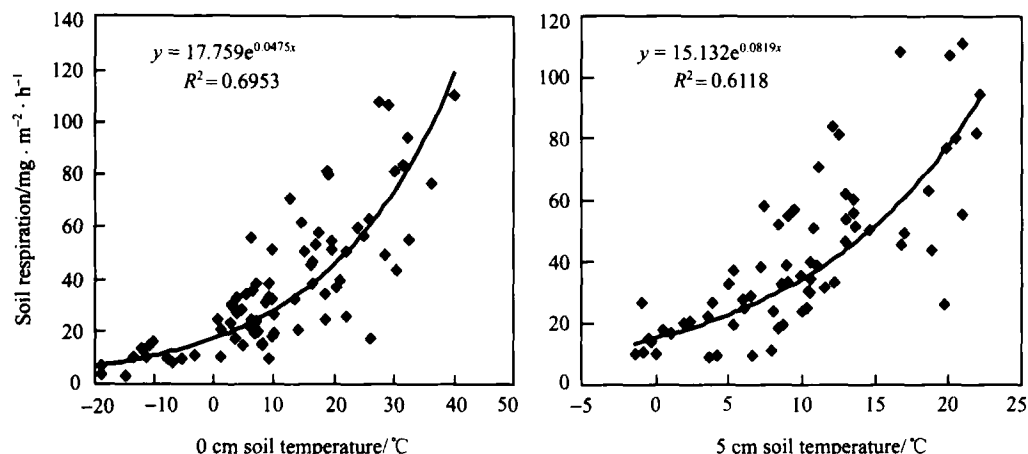 Soil respiration/mg · m⁻² · h⁻¹
140
120
100
80
60
40
20
0
y = 17.759e^0.0475x
R² = 0.6953
−20 −10 0 10 20 30 40 50
0 cm soil temperature/℃
120
100
80
60
40
20
0
y = 15.132e^0.0819x
R² = 0.6118
−5 0 5 10 15 20 25
5 cm soil temperature/℃